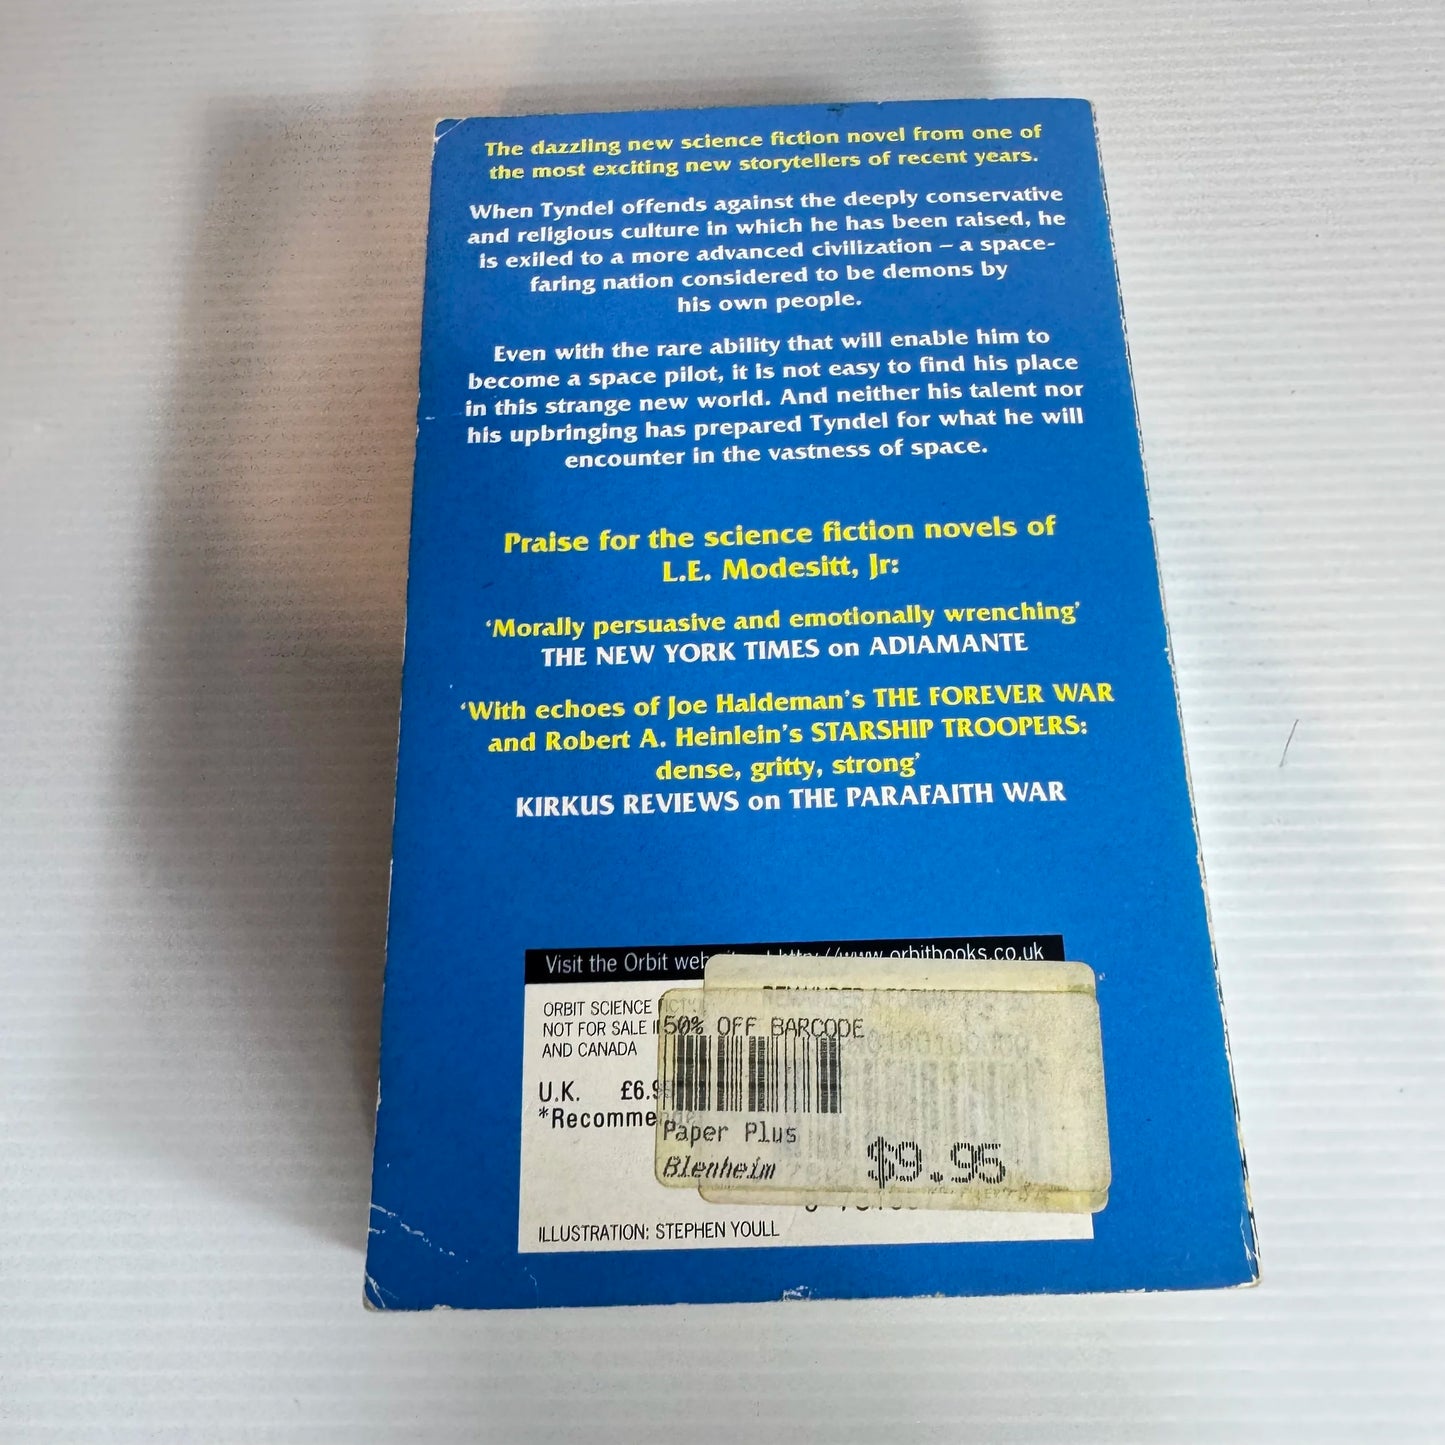 The dazzling new science fiction novel from one of
the most exciting new storytellers of recent years.
When Tyndel offends against the deeply conservative
and religious culture in which he has been raised, he
is exiled to a more advanced civilization – a space-
faring nation considered to be demons by
his own people.
Even with the rare ability that will enable him to
become a space pilot, it is not easy to find his place
in this strange new world. And neither his talent nor
his upbringing has prepared Tyndel for what he will
encounter in the vastness of space.
Praise for the science fiction novels of
L.E. Modesitt, Jr:
‘Morally persuasive and emotionally wrenching’
THE NEW YORK TIMES on ADIAMANTE
‘With echoes of Joe Haldeman’s THE FOREVER WAR
and Robert A. Heinlein’s STARSHIP TROOPERS:
dense, gritty, strong’
KIRKUS REVIEWS on THE PARAFAITH WAR
Visit the Orbit http://www.orbitbooks.co.uk
ORBIT SCIENCE
NOT FOR SALE
AND CANADA
U.K. £6.9
50% OFF BARCODE
Paper Plus
Blenheim
$9.95
ILLUSTRATION: STEPHEN YOULL